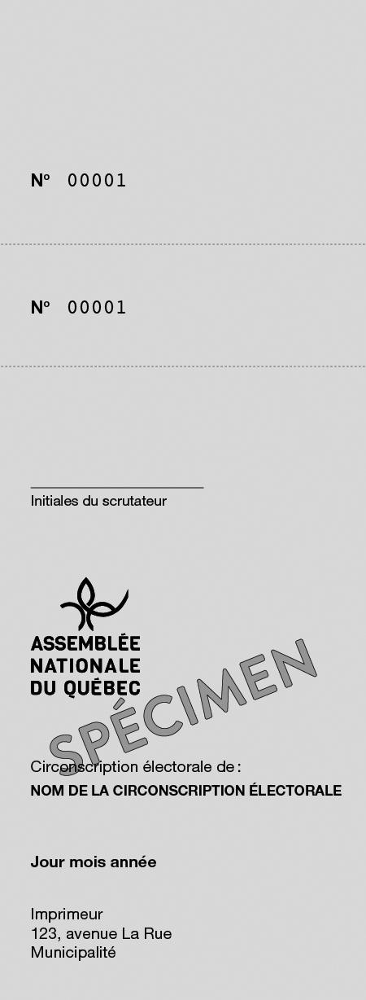 Nº 00001
Nº 00001
Initiales du scrutateur
ASSEMBLÉE
NATIONALE
DU QUÉBEC
SPÉCIMEN
Circonscription électorale de :
NOM DE LA CIRCONSCRIPTION ÉLECTORALE
Jour mois année
Imprimeur
123, avenue La Rue
Municipalité